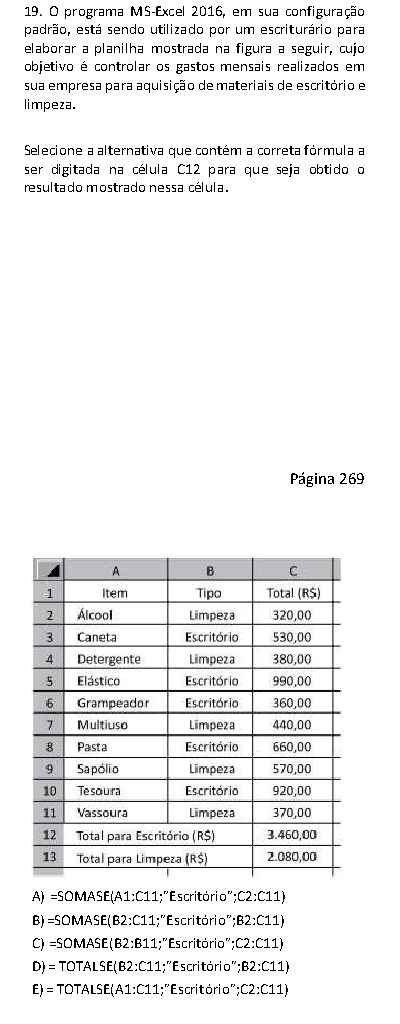 19. O programa MS-Excel 2016, em sua configuração
padrão, está sendo utilizado por um escriturário para
elaborar a planilha mostrada na figura a seguir, cujo
objetivo é controlar os gastos mensais realizados em
sua empresa para aquisição de materiais de escritório e
limpeza.
Selecione a alternativa que contém a correta fórmula a
ser digitada na célula C12 para que seja obtido o
resultado mostrado nessa célula.
Página 269
A B C
1 Item Tipo Total (R$)
2 Álcool Limpeza 320,00
3 Caneta Escritório 530,00
4 Detergente Limpeza 380,00
5 Elástico Escritório 990,00
6 Grampeador Escritório 360,00
7 Multiuso Limpeza 440,00
8 Pasta Escritório 660,00
9 Sapólio Limpeza 570,00
10 Tesoura Escritório 920,00
11 Vassoura Limpeza 370,00
12 Total para Escritório (R$) 3.460,00
13 Total para Limpeza (R$) 2.080,00
A) =SOMASE(A1:C11;"Escritório";C2:C11)
B) =SOMASE(B2:C11;"Escritório";B2:C11)
C) =SOMASE(B2:B11;"Escritório";C2:C11)
D) = TOTALSE(B2:C11;"Escritório";B2:C11)
E) = TOTALSE(A1:C11;"Escritório";C2:C11)